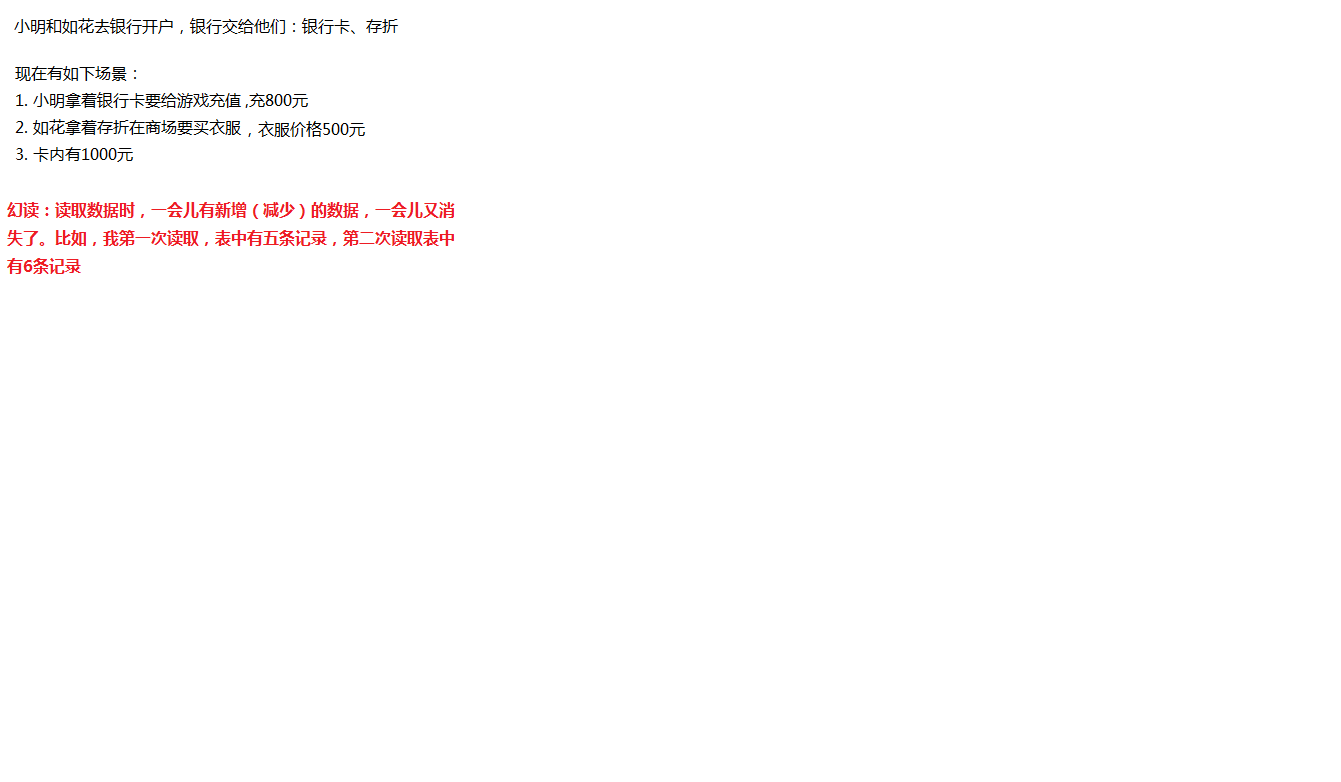 小明和如花去银行开户，银行交给他们：银行卡、存折
现在有如下场景：
1. 小明拿着银行卡要给游戏充值 ,充800元
2. 如花拿着存折在商场要买衣服，衣服价格500元
3. 卡内有1000元
幻读：读取数据时，一会儿有新增（减少）的数据，一会儿又消
失了。比如，我第一次读取，表中有五条记录，第二次读取表中
有6条记录